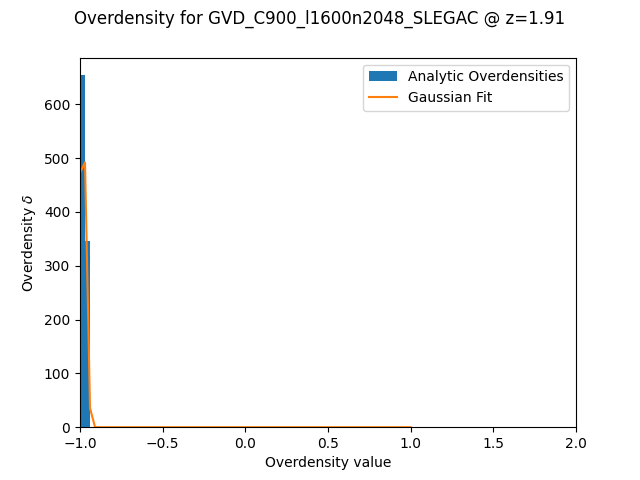 Overdensity for GVD_C900_l1600n2048_SLEGAC @ z=1.91
Analytic Overdensities
Gaussian Fit
Overdensity δ
600
500
400
300
200
100
0
−1.0 −0.5 0.0 0.5 1.0 1.5 2.0
Overdensity value